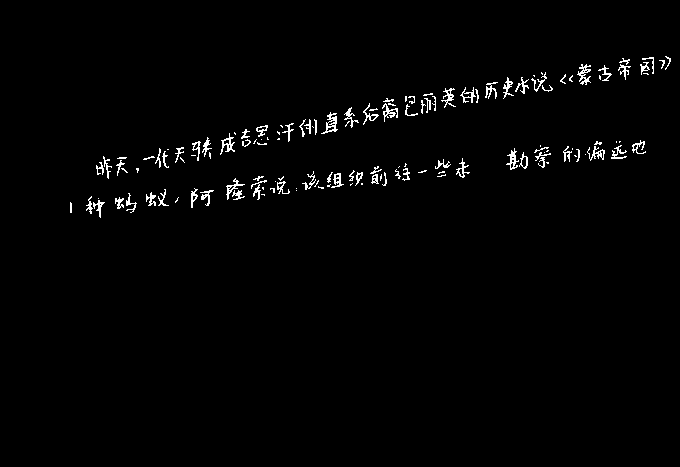 昨天,一代天骄成吉思汗的直系后裔包丽英的历史小说《蒙古帝国》
1种蚂蚁,阿隆索说,该组织前往一些未勘察的偏远地